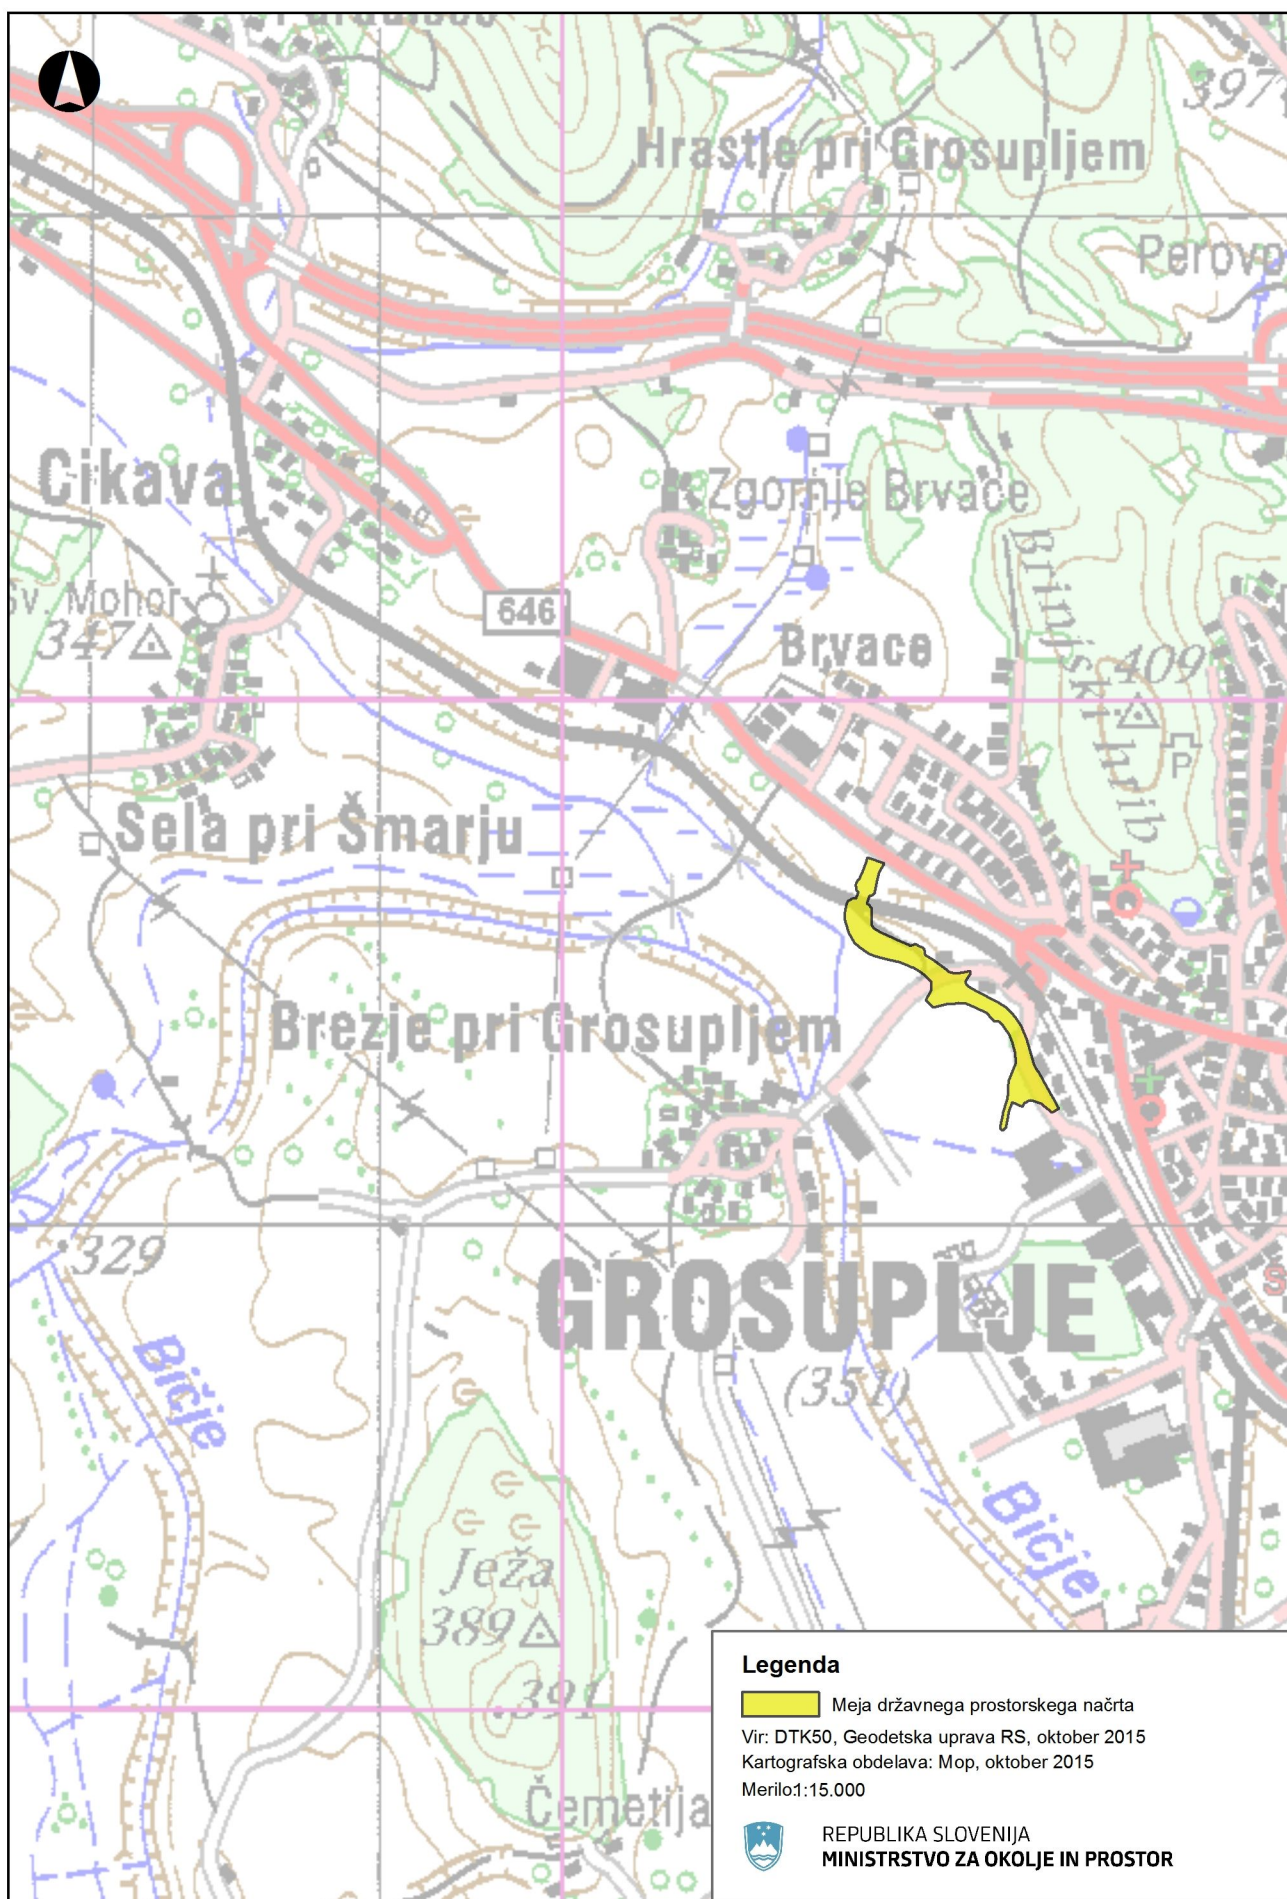 397
Hrastje pri Grosupljem
Perovo
Cikava
Zgornje Brvace
Sv. Mohor
347
646
Brvace
Brinjski hrib
409
P
Sela pri Šmarju
Brezje pri Grosupljem
329
GROSUPLJE
(351)
Bičje
Bičje
Ježa
389
391
Čemetija
Legenda
Meja državnega prostorskega načrta
Vir: DTK50, Geodetska uprava RS, oktober 2015
Kartografska obdelava: Mop, oktober 2015
Merilo:1:15.000
REPUBLIKA SLOVENIJA
MINISTRSTVO ZA OKOLJE IN PROSTOR